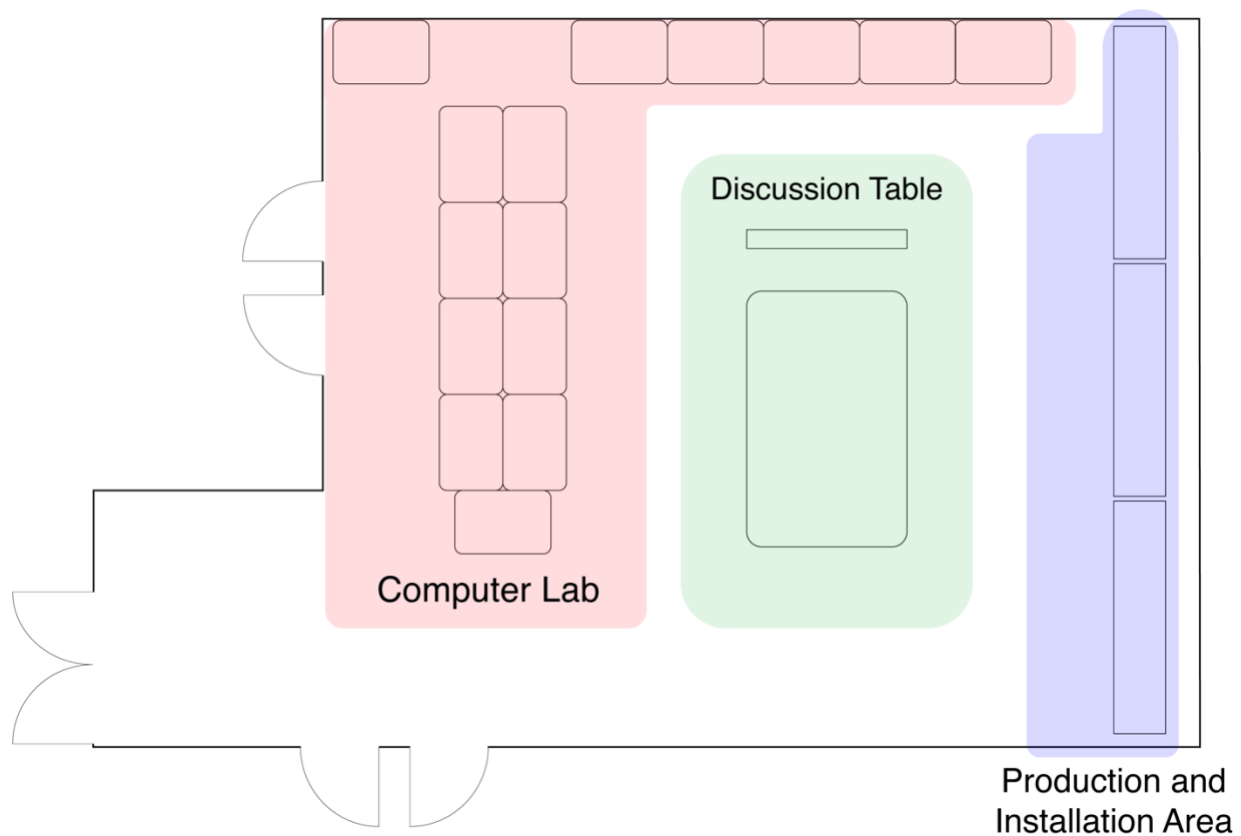 Discussion Table
Computer Lab
Production and
Installation Area